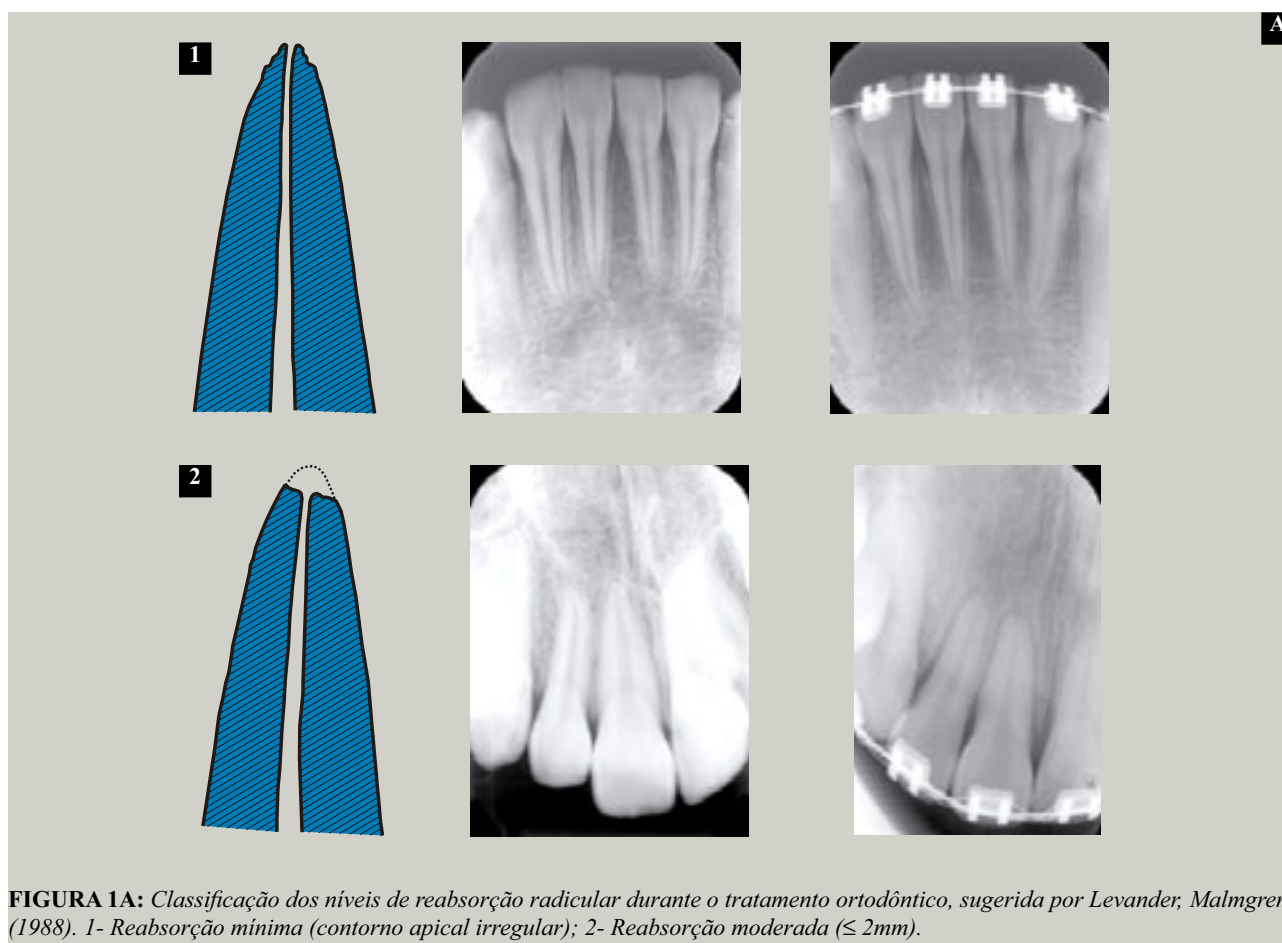 A
1
2
FIGURA 1A: Classificação dos níveis de reabsorção radicular durante o tratamento ortodôntico, sugerida por Levander, Malmgren
(1988). 1- Reabsorção mínima (contorno apical irregular); 2- Reabsorção moderada (≤ 2mm).